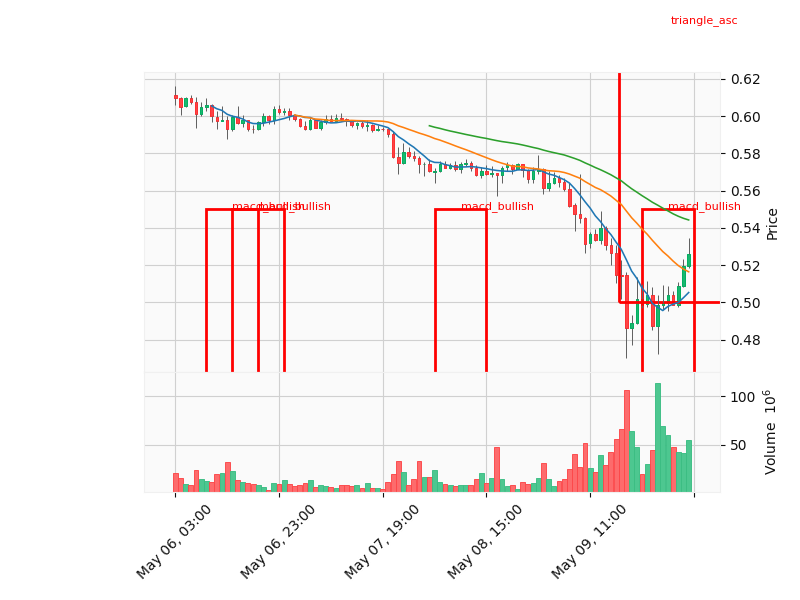 triangle_asc
0.62
0.60
0.58
0.56
0.54
0.52
0.50
0.48
Price
macd_bullish
macd_bullish
macd_bullish
macd_bullish
100
50
Volume 10^6
May 06, 03:00
May 06, 23:00
May 07, 19:00
May 08, 15:00
May 09, 11:00